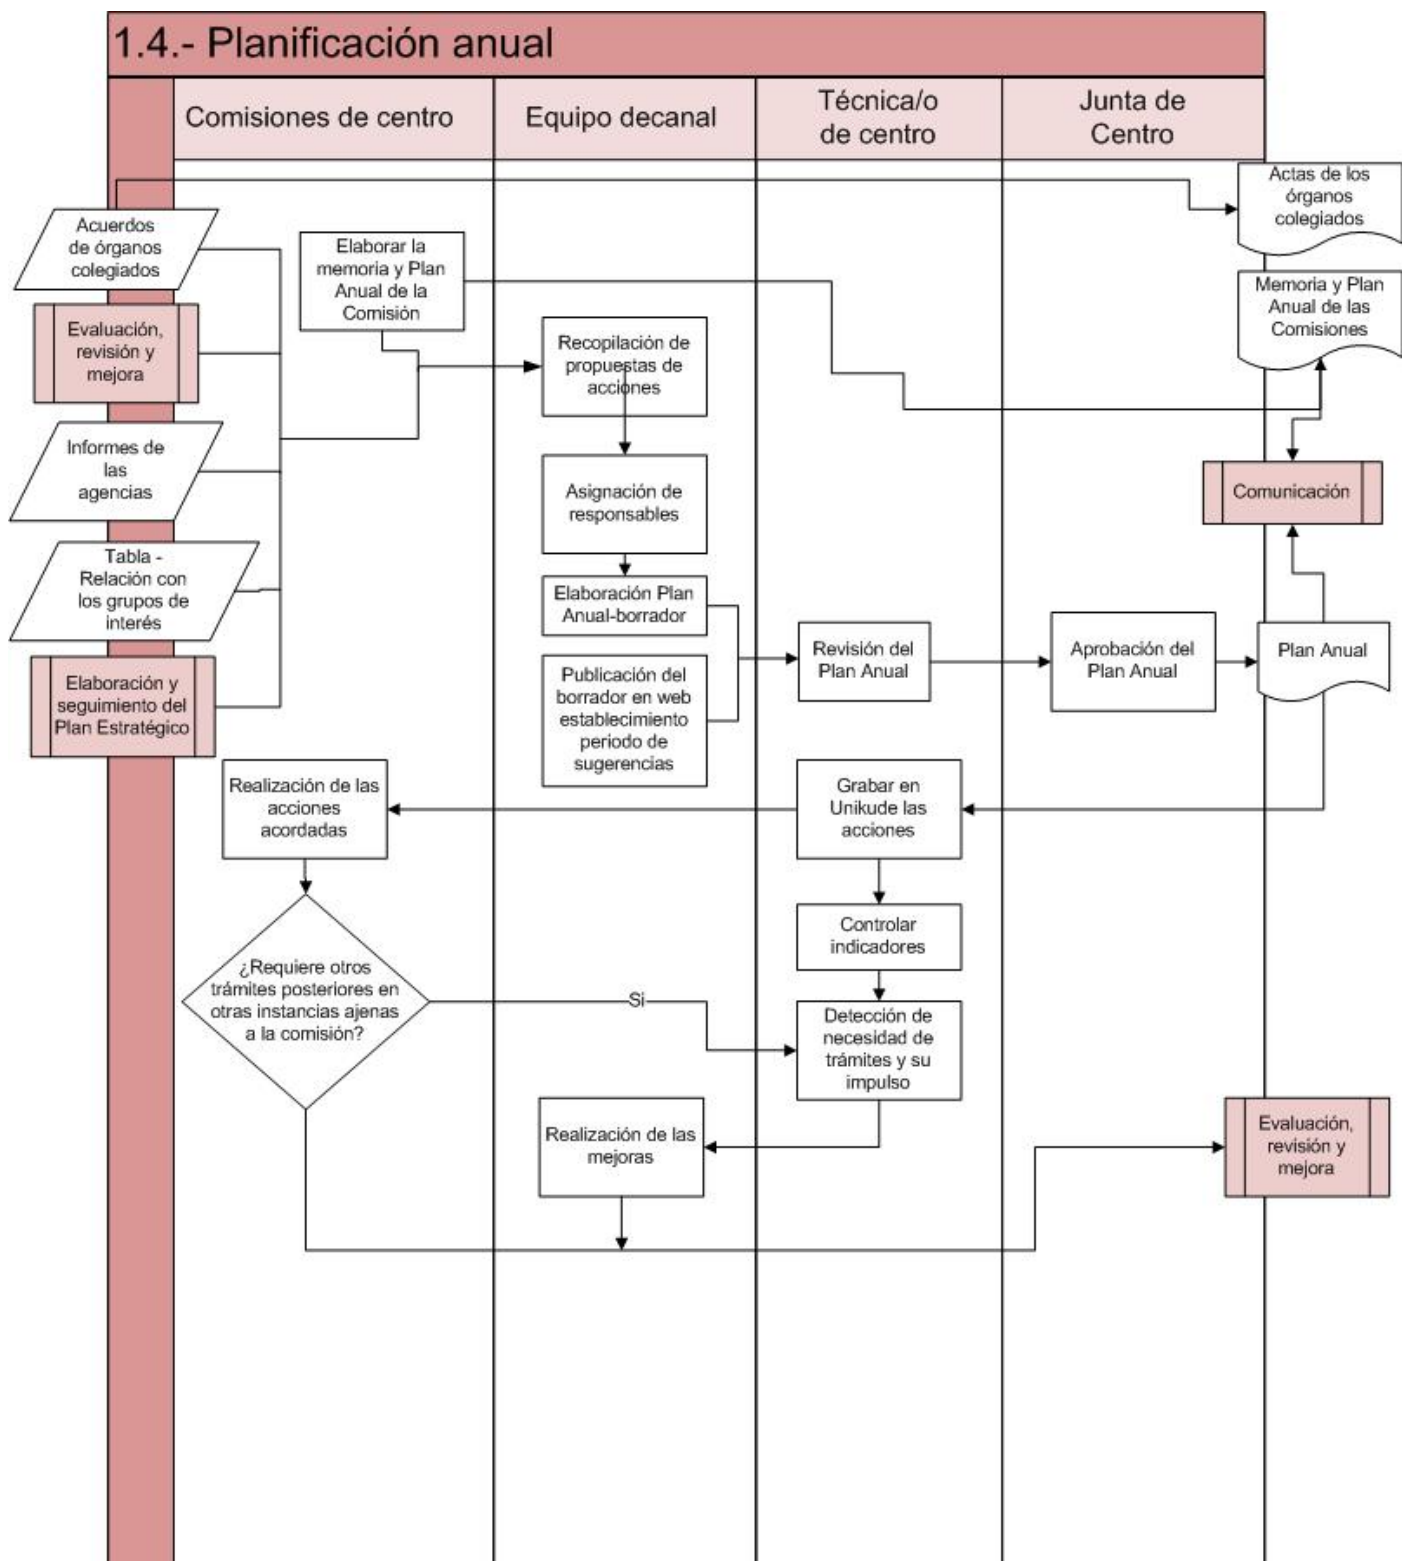 1.4.- Planificación anual
Comisiones de centro
Equipo decanal
Técnica/o
de centro
Junta de
Centro
Actas de los
órganos
colegiados
Acuerdos
de órganos
colegiados
Elaborar la
memoria y Plan
Anual de la
Comisión
Memoria y Plan
Anual de las
Comisiones
Evaluación,
revisión y
mejora
Recopilación de
propuestas de
acciones
Informes de
las
agencias
Asignación de
responsables
Comunicación
Tabla -
Relación con
los grupos de
interés
Elaboración Plan
Anual-borrador
Revisión del
Plan Anual
Aprobación del
Plan Anual
Plan Anual
Elaboración y
seguimiento del
Plan Estratégico
Publicación del
borrador en web
establecimiento
periodo de
sugerencias
Realización de las
acciones
acordadas
Grabar en
Unikude las
acciones
Controlar
indicadores
¿Requiere otros
trámites posteriores en
otras instancias ajenas
a la comisión?
Si
Detección de
necesidad de
trámites y su
impulso
Realización de las
mejoras
Evaluación,
revisión y
mejora